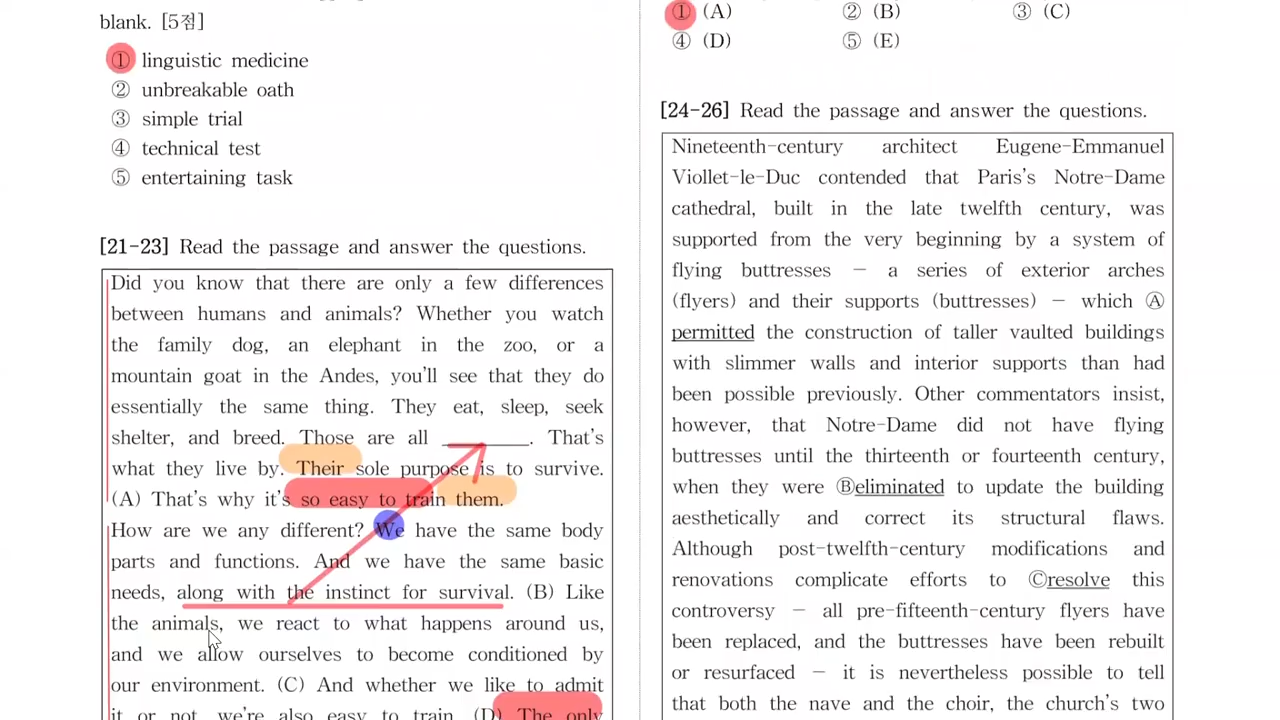 blank. [5점]
① linguistic medicine
② unbreakable oath
③ simple trial
④ technical test
⑤ entertaining task
[21-23] Read the passage and answer the questions.
Did you know that there are only a few differences
between humans and animals? Whether you watch
the family dog, an elephant in the zoo, or a
mountain goat in the Andes, you'll see that they do
essentially the same thing. They eat, sleep, seek
shelter, and breed. Those are all ________. That's
what they live by. Their sole purpose is to survive.
(A) That's why it's so easy to train them.
How are we any different? We have the same body
parts and functions. And we have the same basic
needs, along with the instinct for survival. (B) Like
the animals, we react to what happens around us,
and we allow ourselves to become conditioned by
our environment. (C) And whether we like to admit
it or not, we're also easy to train. (D) The only
① (A) ② (B) ③ (C)
④ (D) ⑤ (E)
[24-26] Read the passage and answer the questions.
Nineteenth-century architect Eugene-Emmanuel
Viollet-le-Duc contended that Paris's Notre-Dame
cathedral, built in the late twelfth century, was
supported from the very beginning by a system of
flying buttresses - a series of exterior arches
(flyers) and their supports (buttresses) - which Ⓐ
permitted the construction of taller vaulted buildings
with slimmer walls and interior supports than had
been possible previously. Other commentators insist,
however, that Notre-Dame did not have flying
buttresses until the thirteenth or fourteenth century,
when they were Ⓑeliminated to update the building
aesthetically and correct its structural flaws.
Although post-twelfth-century modifications and
renovations complicate efforts to Ⓒresolve this
controversy - all pre-fifteenth-century flyers have
been replaced, and the buttresses have been rebuilt
or resurfaced - it is nevertheless possible to tell
that both the nave and the choir, the church's two